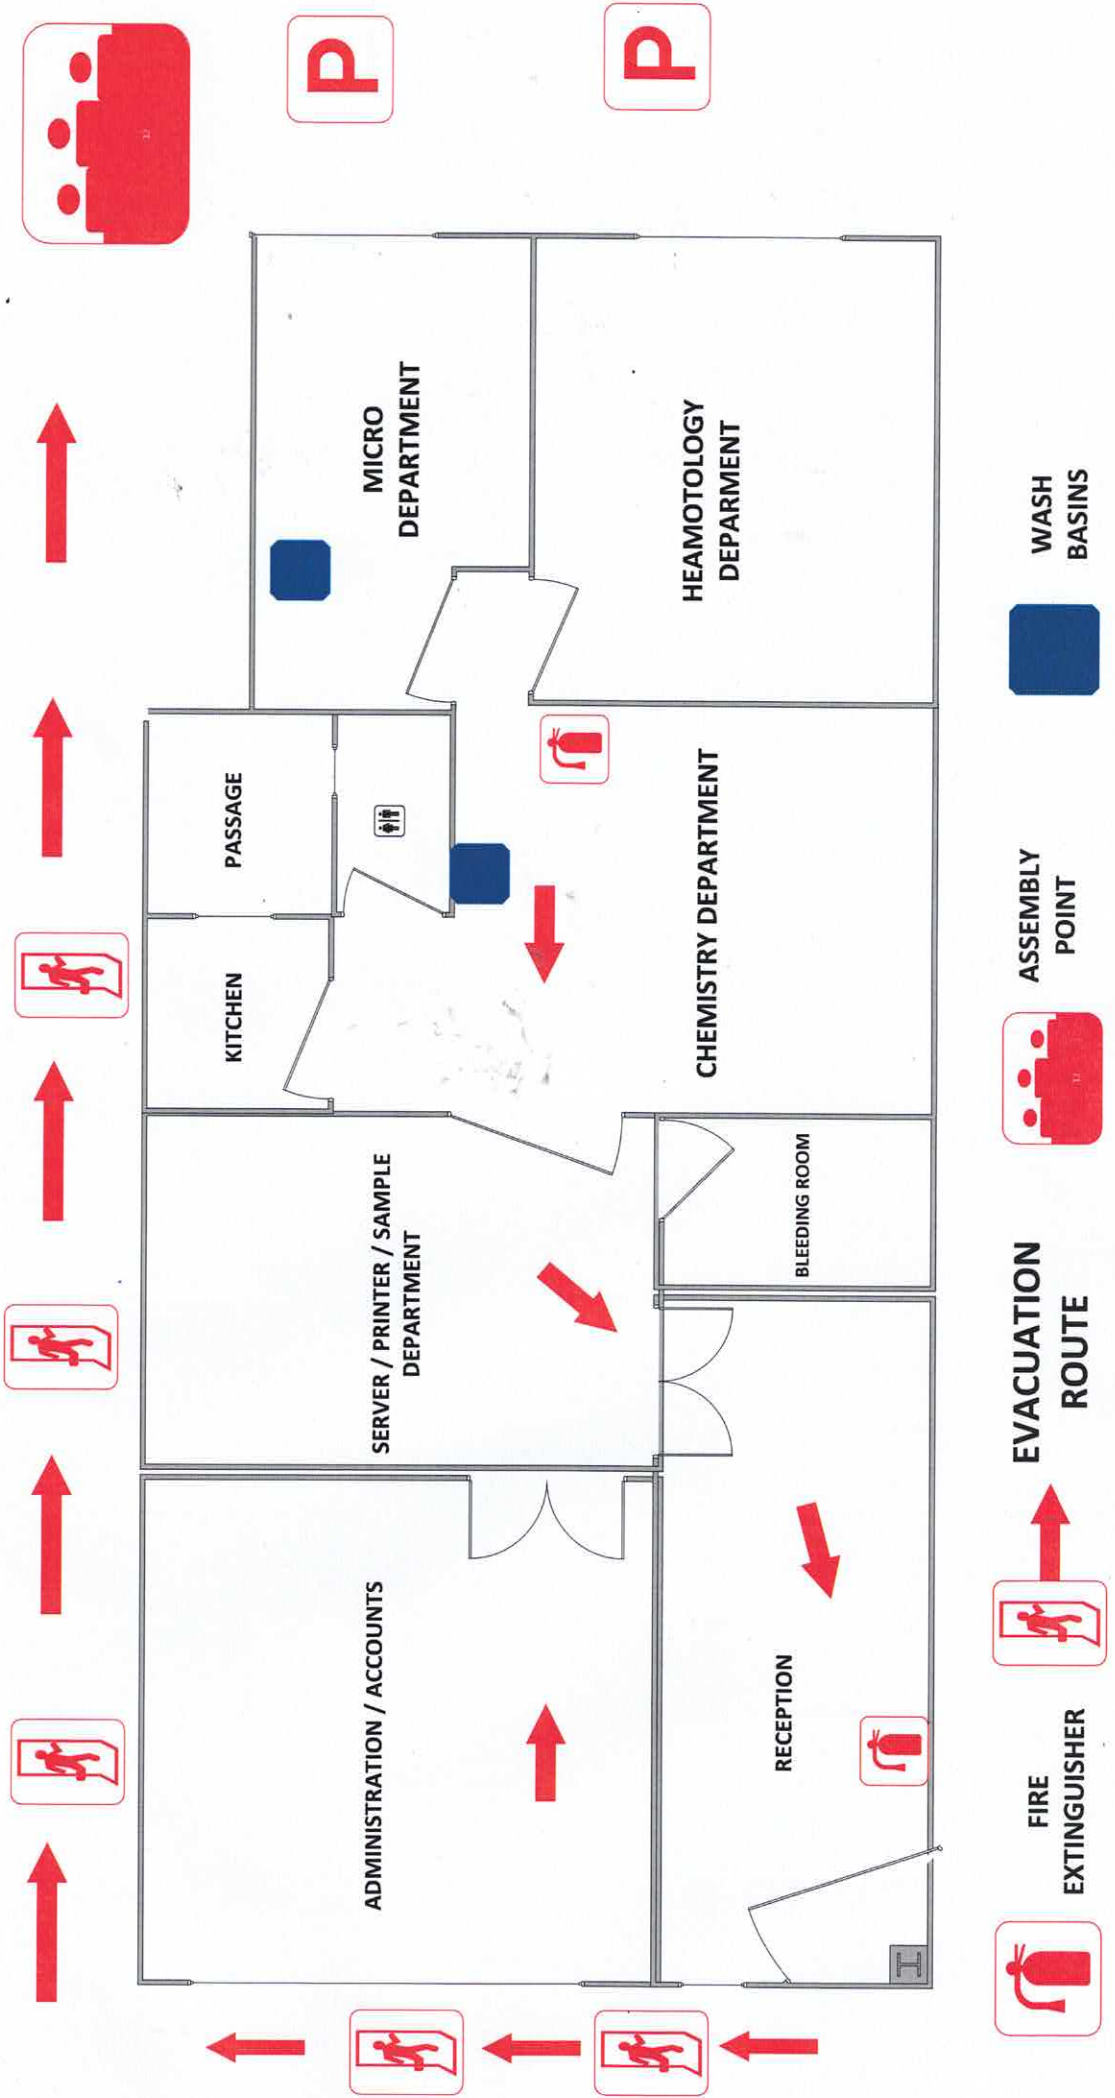 P
P
KITCHEN
PASSAGE
ADMINISTRATION / ACCOUNTS
SERVER / PRINTER / SAMPLE
DEPARTMENT
MICRO
DEPARTMENT
CHEMISTRY DEPARTMENT
HEAMOTOLOGY
DEPARMENT
RECEPTION
BLEEDING ROOM
FIRE
EXTINGUISHER
EVACUATION
ROUTE
ASSEMBLY
POINT
WASH
BASINS